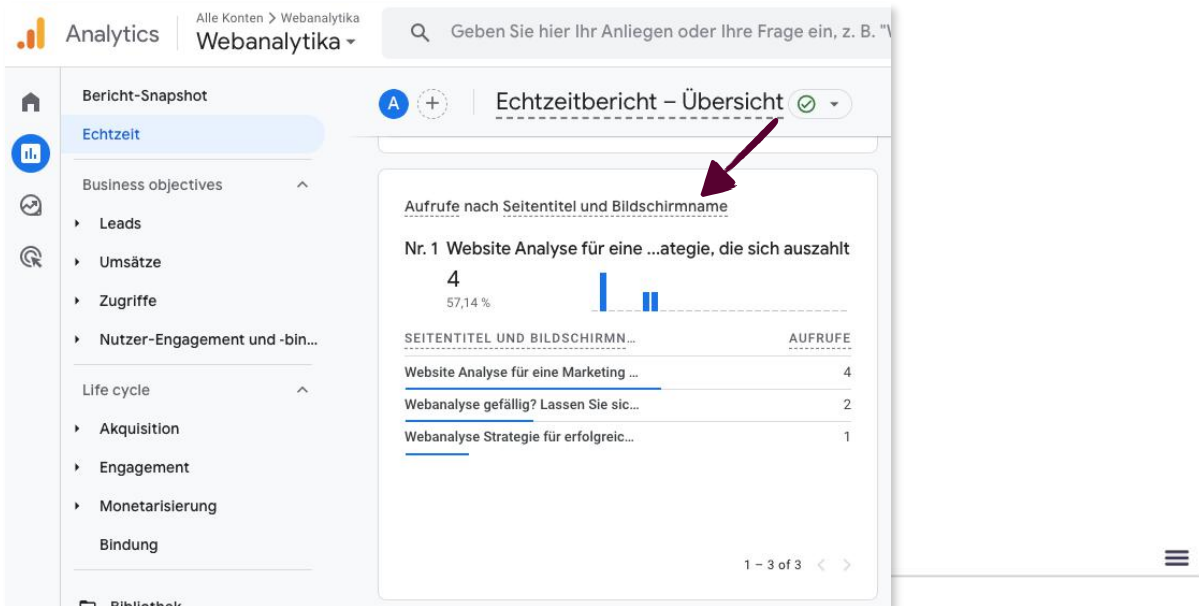 Alle Konten > Webanalytika
Analytics
Webanalytika
Geben Sie hier Ihr Anliegen oder Ihre Frage ein, z. B. "
Bericht-Snapshot
Echtzeit
Business objectives
Leads
Umsätze
Zugriffe
Nutzer-Engagement und -bin...
Life cycle
Akquisition
Engagement
Monetarisierung
Bindung
Bibliothek
A
Echtzeitbericht – Übersicht
Aufrufe nach Seitentitel und Bildschirmname
Nr. 1 Website Analyse für eine ...ategie, die sich auszahlt
4
57,14 %
SEITENTITEL UND BILDSCHIRMN... AUFRUFE
Website Analyse für eine Marketing ... 4
Webanalyse gefällig? Lassen Sie sic... 2
Webanalyse Strategie für erfolgreic... 1
1 – 3 of 3